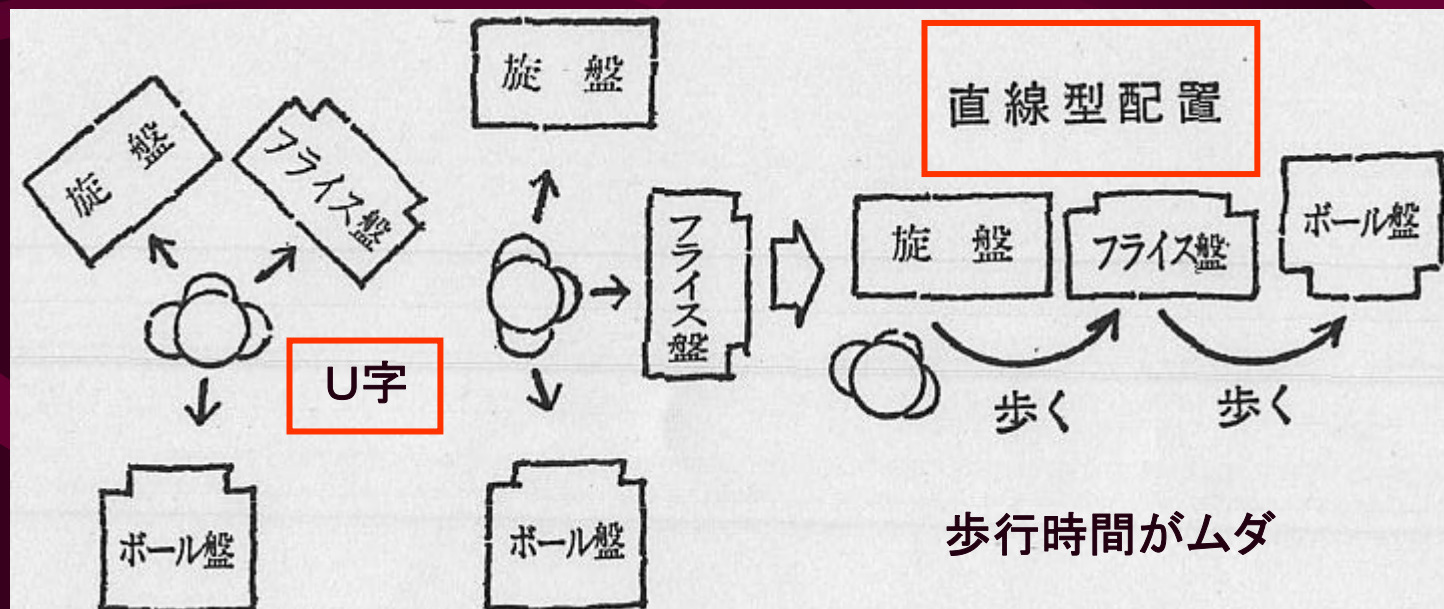 旋盤
フライス盤
ボール盤
U字
旋盤
フライス盤
ボール盤
直線型配置
旋盤
フライス盤
ボール盤
歩く
歩く
歩行時間がムダ